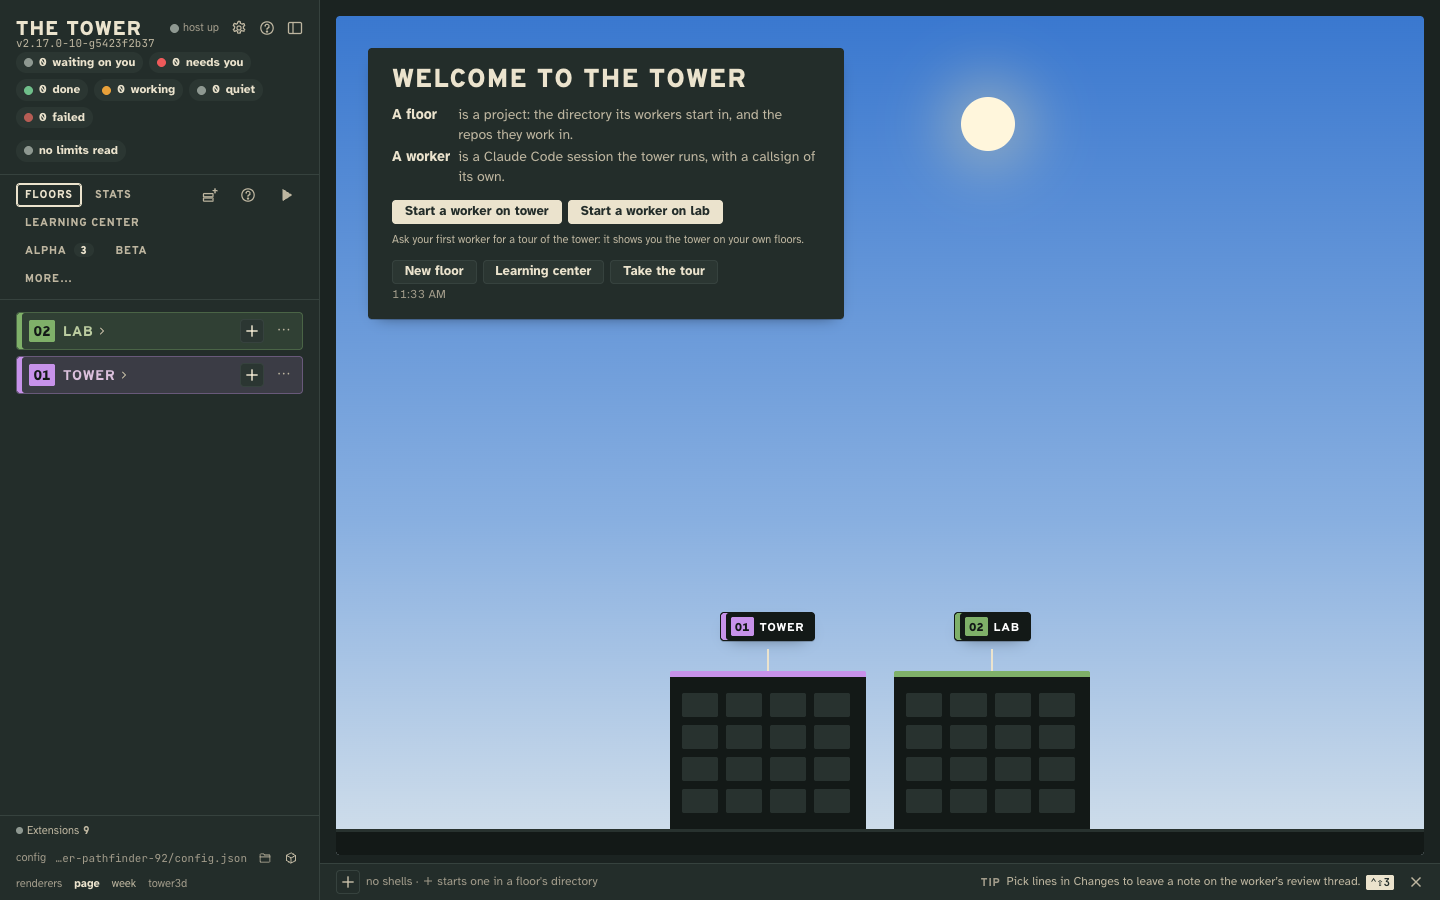 THE TOWER
host up
v2.17.0-10-g5423f2b37
0 waiting on you
0 needs you
0 done
0 working
0 quiet
0 failed
no limits read
FLOORS
STATS
LEARNING CENTER
ALPHA 3
BETA
MORE...
02 LAB
01 TOWER
Extensions 9
config …er-pathfinder-92/config.json
renderers page week tower3d
WELCOME TO THE TOWER
A floor is a project: the directory its workers start in, and the
repos they work in.
A worker is a Claude Code session the tower runs, with a callsign of
its own.
Start a worker on tower
Start a worker on lab
Ask your first worker for a tour of the tower: it shows you the tower on your own floors.
New floor
Learning center
Take the tour
11:33 AM
01 TOWER
02 LAB
no shells · + starts one in a floor's directory
TIP Pick lines in Changes to leave a note on the worker's review thread. ⌃⇧3